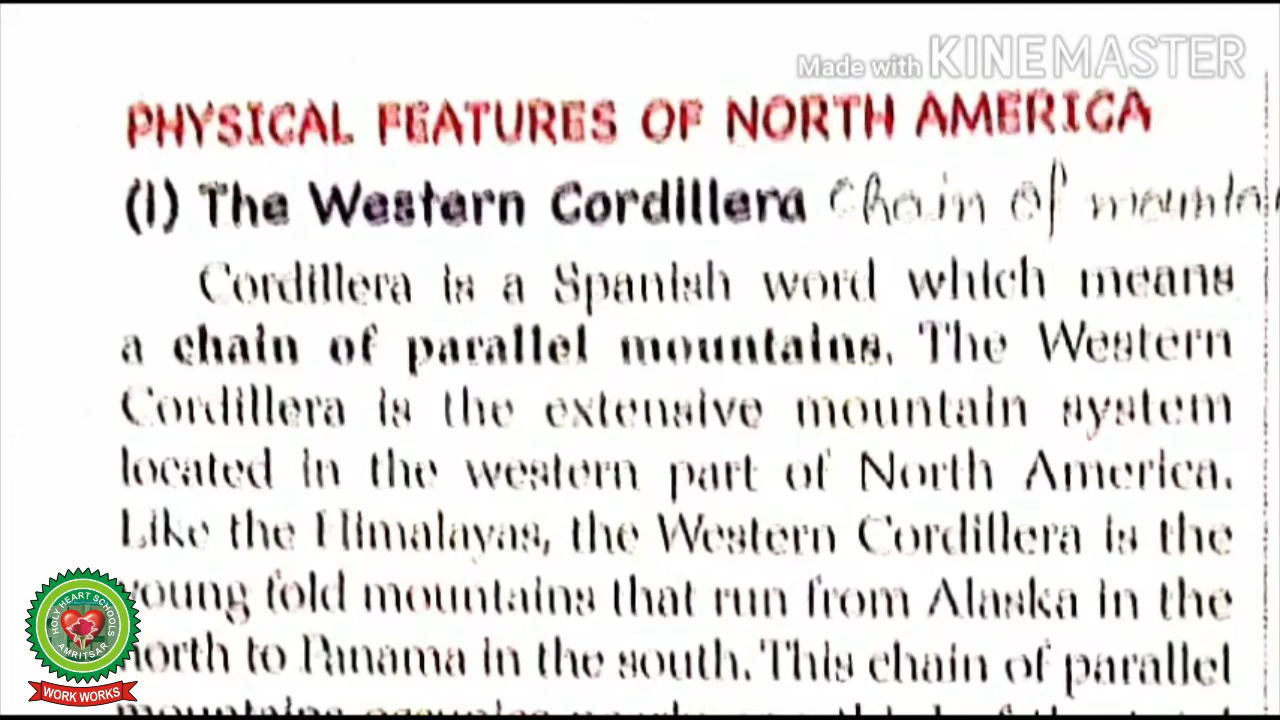 Made with KINEMASTER
PHYSICAL FEATURES OF NORTH AMERICA
(I) The Western Cordillera Chain of mountain
Cordillera is a Spanish word which means
a chain of parallel mountains. The Western
Cordillera is the extensive mountain system
located in the western part of North America.
Like the Himalayas, the Western Cordillera is the
young fold mountains that run from Alaska in the
north to Panama in the south. This chain of parallel
mountains occupies
HOLY HEART SCHOOLS
AMRITSAR
WORK WORKS